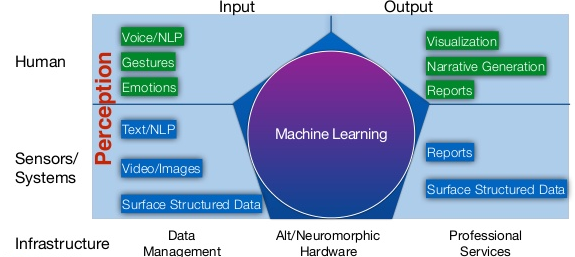 Input
Output
Human
Perception
Voice/NLP
Gestures
Emotions
Visualization
Narrative Generation
Reports
Machine Learning
Sensors/
Systems
Text/NLP
Video/Images
Surface Structured Data
Reports
Surface Structured Data
Infrastructure
Data
Management
Alt/Neuromorphic
Hardware
Professional
Services